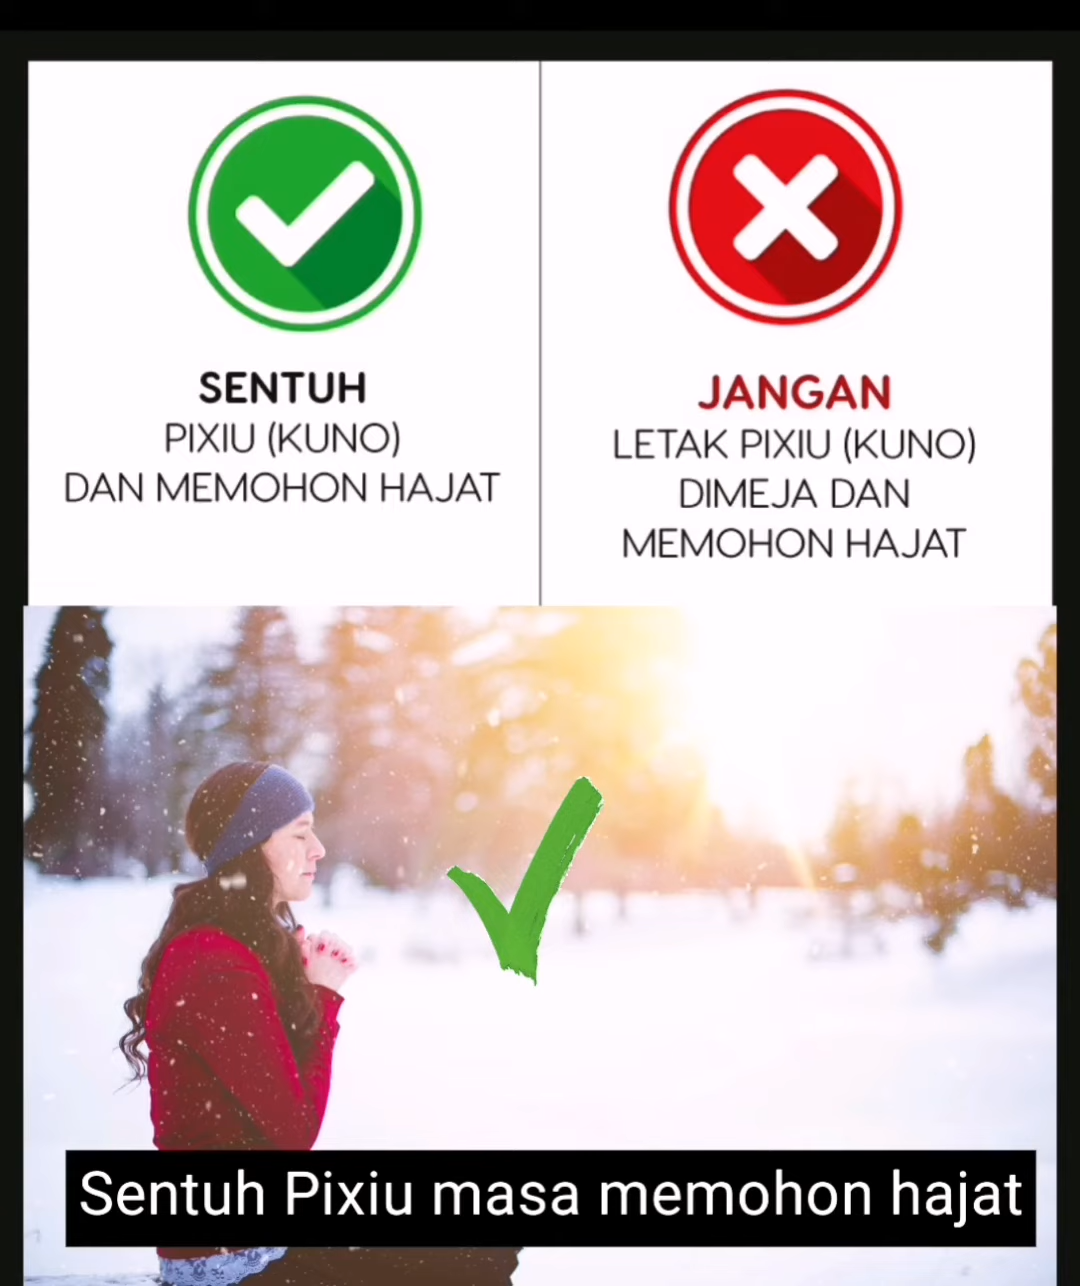 SENTUH
PIXIU (KUNO)
DAN MEMOHON HAJAT
JANGAN
LETAK PIXIU (KUNO)
DIMEJA DAN
MEMOHON HAJAT
Sentuh Pixiu masa memohon hajat